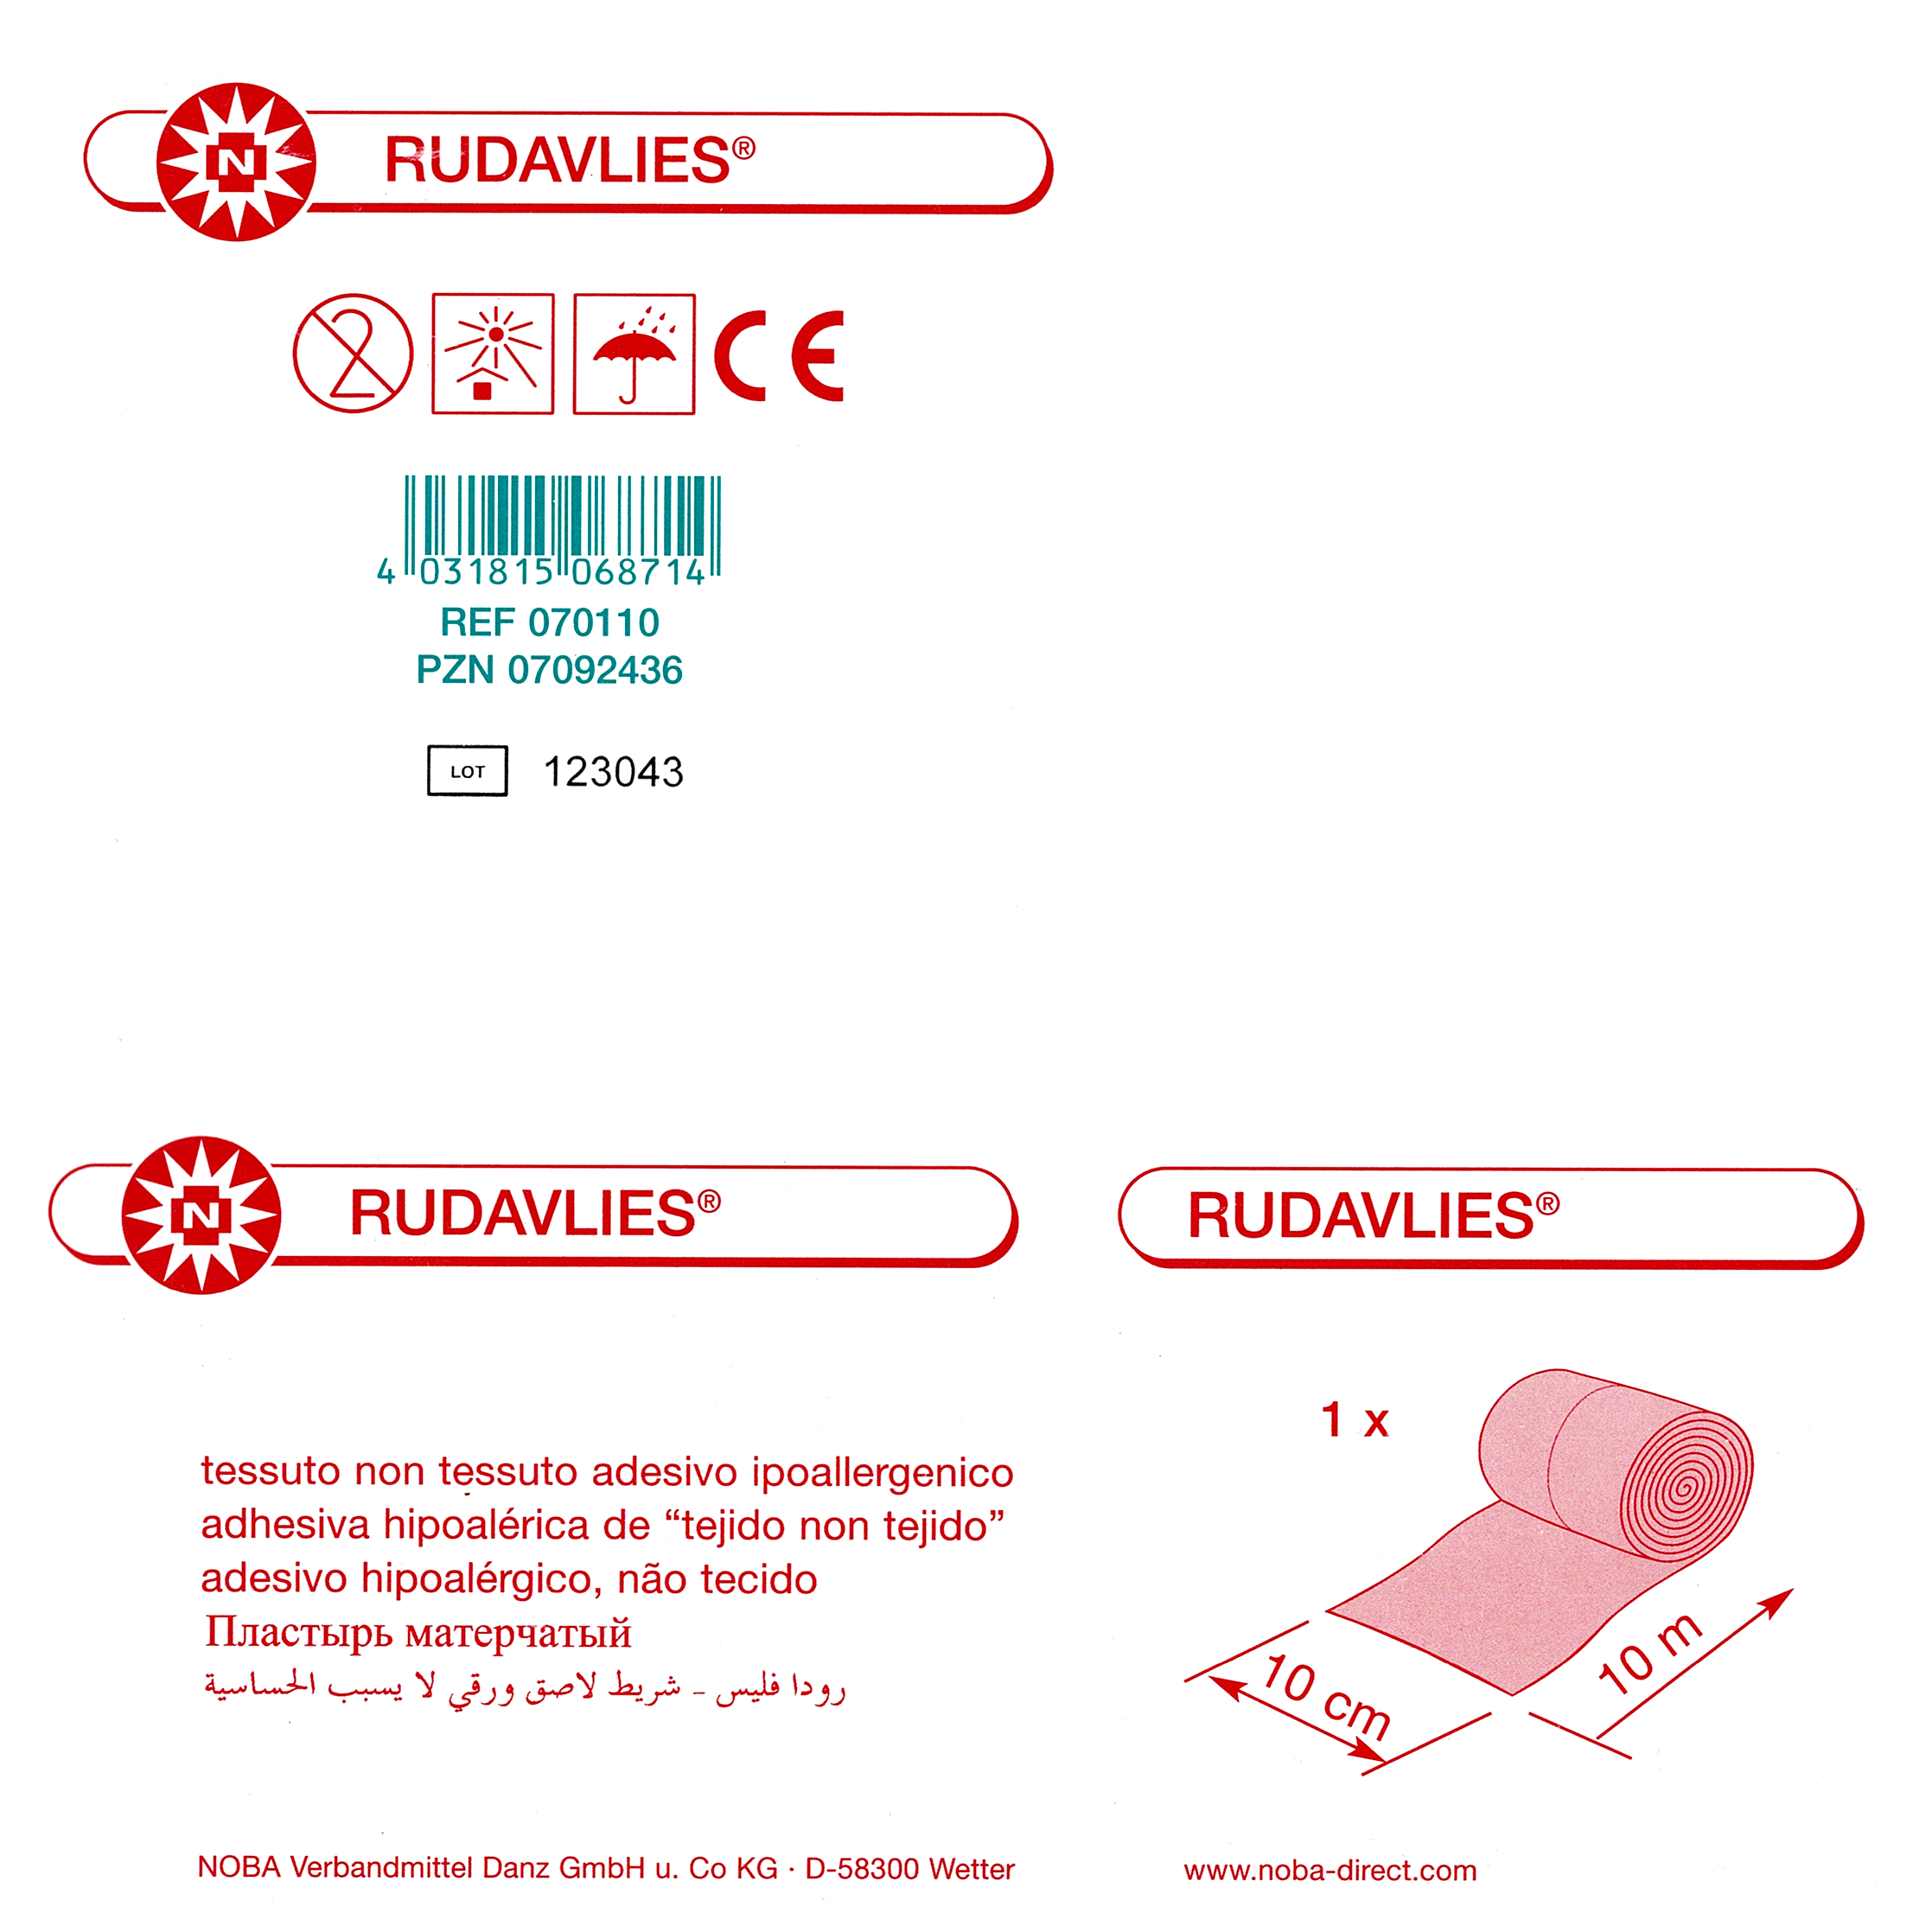 N
RUDAVLIES®
2
CE
4 031815 068714
REF 070110
PZN 07092436
LOT 123043
N
RUDAVLIES®
tessuto non tessuto adesivo ipoallergenico
adhesiva hipoalérica de “tejido non tejido”
adesivo hipoalérgico, não tecido
Пластырь матерчатый
رودا فليس - شريط لاصق ورقي لا يسبب الحساسية
NOBA Verbandmittel Danz GmbH u. Co KG · D-58300 Wetter
RUDAVLIES®
1 x
10 cm
10 m
www.noba-direct.com